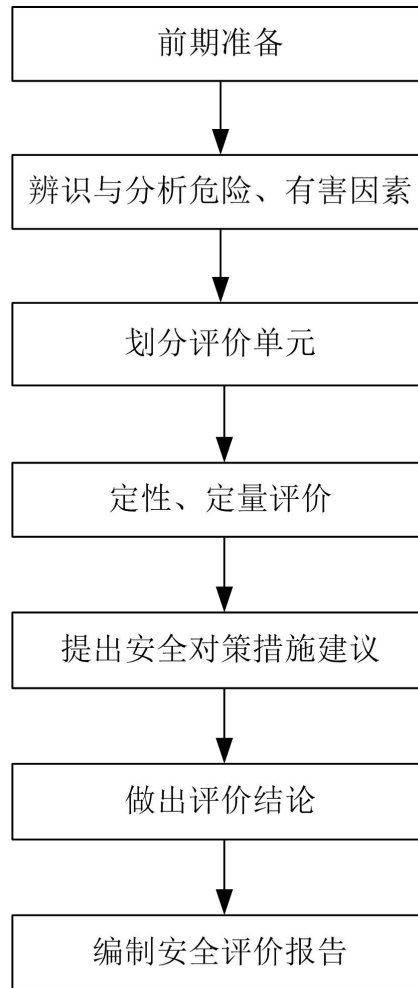 前期准备
辨识与分析危险、有害因素
划分评价单元
定性、定量评价
提出安全对策措施建议
做出评价结论
编制安全评价报告